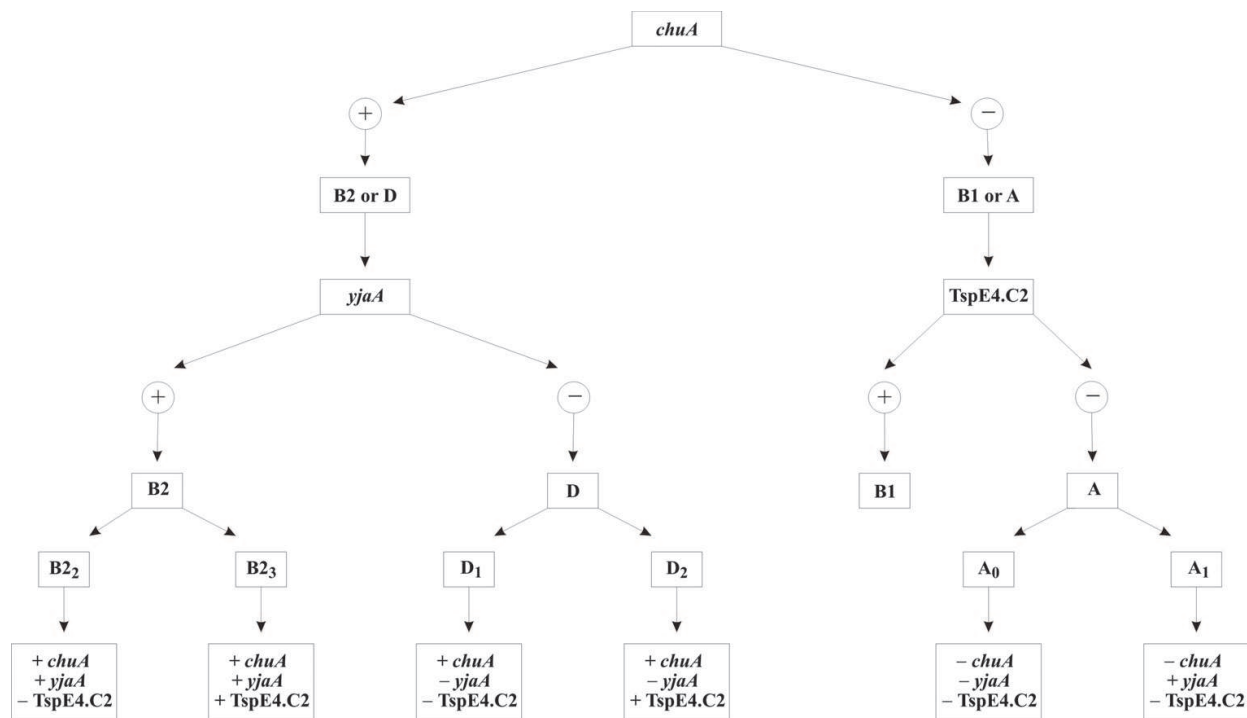 chuA
+
−
B2 or D
B1 or A
yjaA
TspE4.C2
+
−
+
−
B2
D
B1
A
B2₂
B2₃
D₁
D₂
A₀
A₁
+ chuA
+ yjaA
− TspE4.C2
+ chuA
+ yjaA
+ TspE4.C2
+ chuA
− yjaA
− TspE4.C2
+ chuA
− yjaA
+ TspE4.C2
− chuA
− yjaA
− TspE4.C2
− chuA
+ yjaA
− TspE4.C2